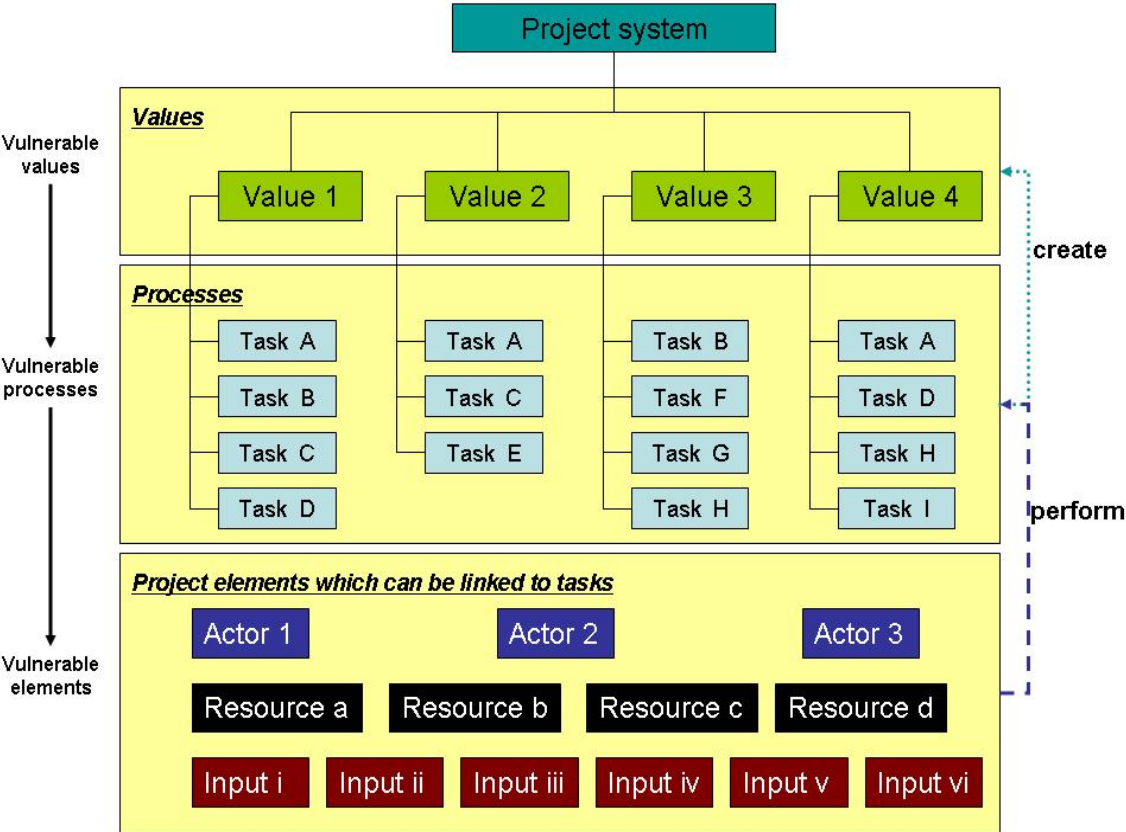 Project system
Values
Vulnerable
values
Value 1
Value 2
Value 3
Value 4
create
Processes
Task A
Task A
Task B
Task A
Vulnerable
processes
Task B
Task C
Task F
Task D
Task C
Task E
Task G
Task H
Task D
Task H
Task I
perform
Project elements which can be linked to tasks
Actor 1
Actor 2
Actor 3
Vulnerable
elements
Resource a
Resource b
Resource c
Resource d
Input i
Input ii
Input iii
Input iv
Input v
Input vi